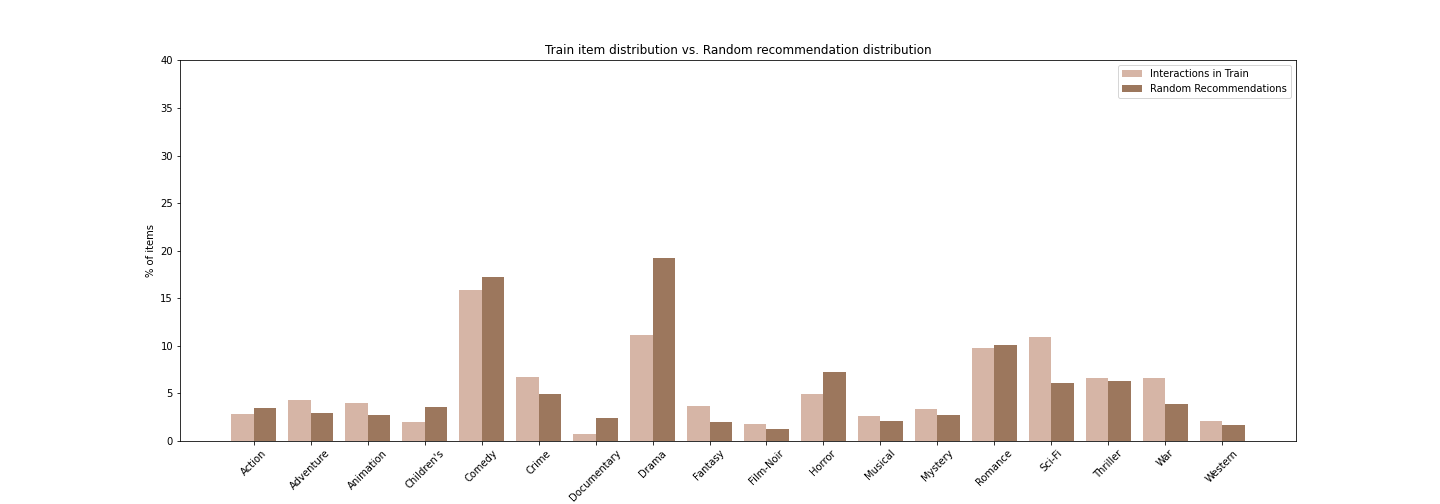 Train item distribution vs. Random recommendation distribution
Interactions in Train
Random Recommendations
% of items
40
35
30
25
20
15
10
5
0
Action
Adventure
Animation
Children's
Comedy
Crime
Documentary
Drama
Fantasy
Film-Noir
Horror
Musical
Mystery
Romance
Sci-Fi
Thriller
War
Western